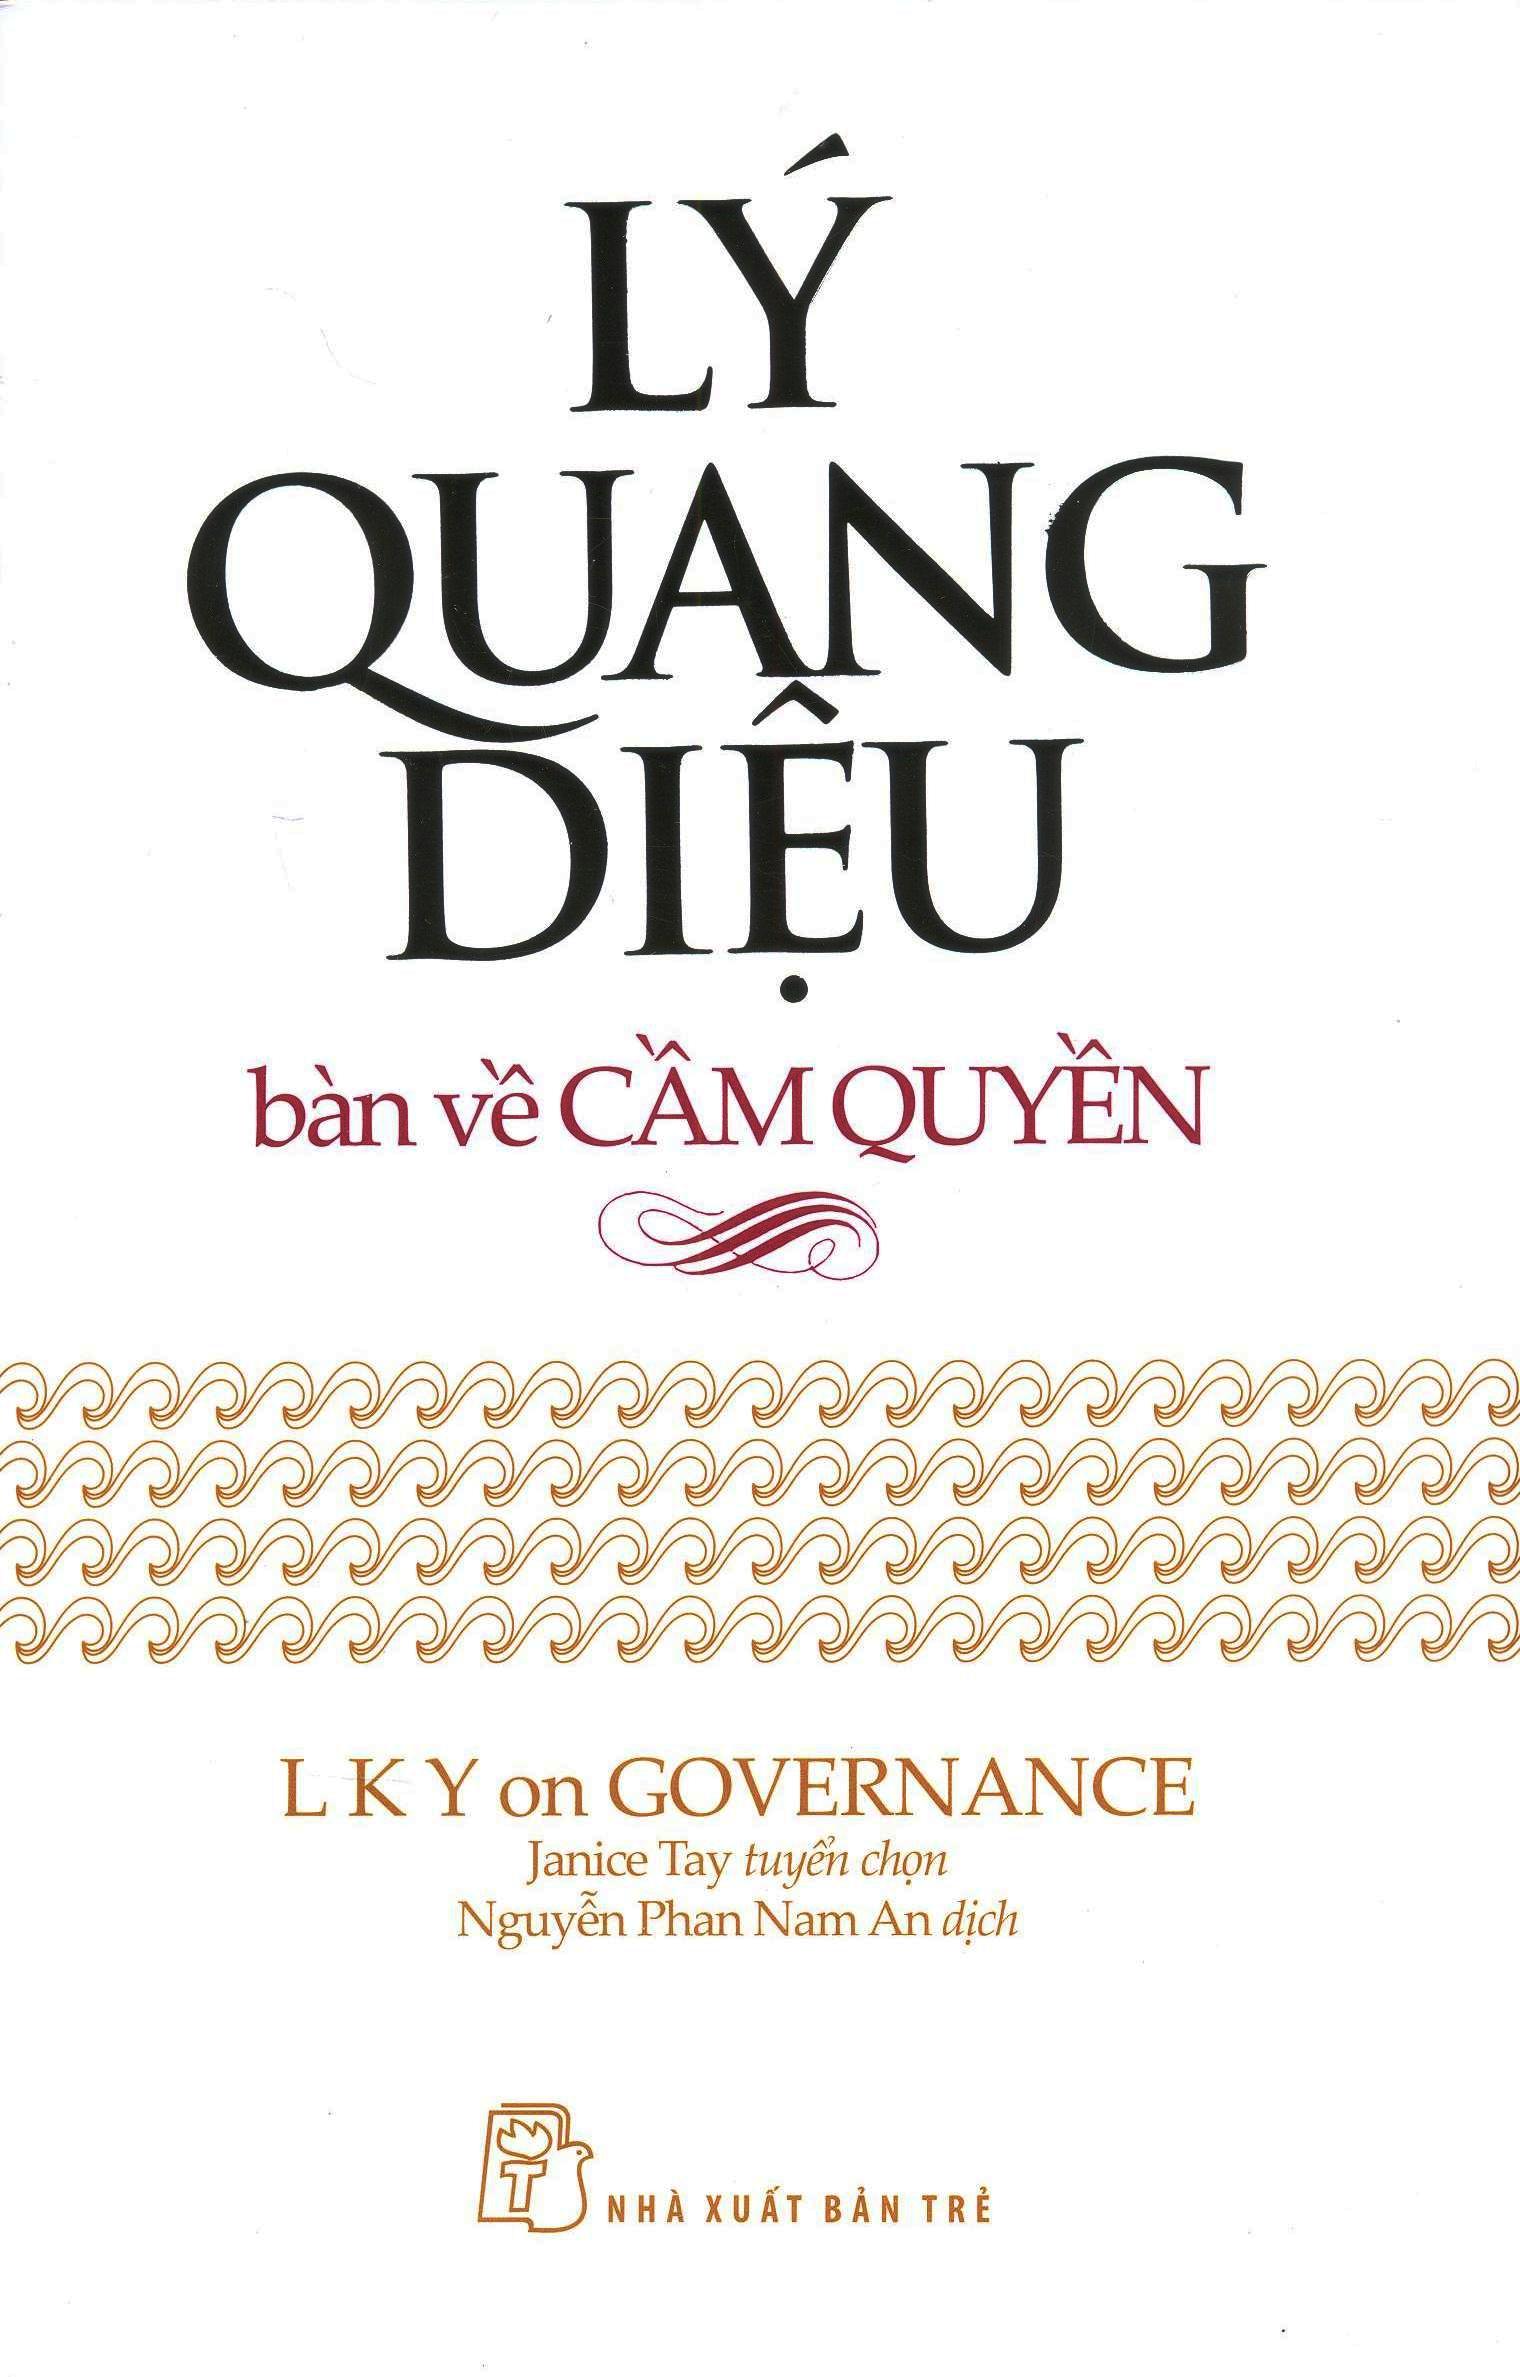 LÝ
QUANG
DIỆU
bàn về CẦM QUYỀN
L K Y on GOVERNANCE
Janice Tay tuyển chọn
Nguyễn Phan Nam An dịch
T
NHÀ XUẤT BẢN TRẺ